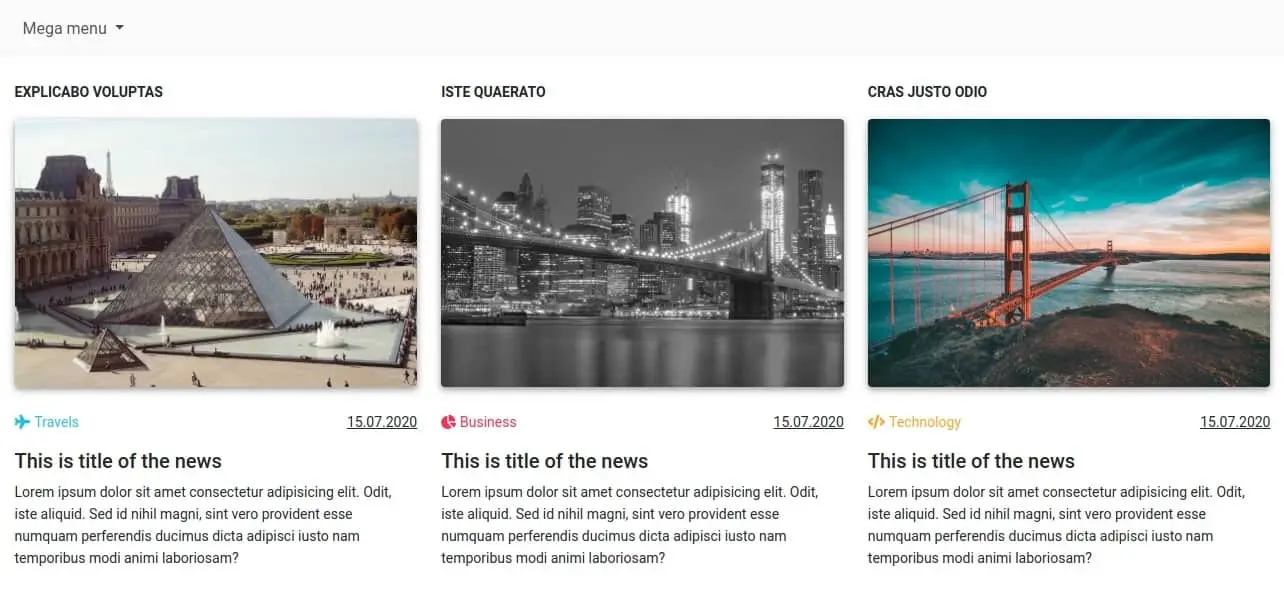 Mega menu
EXPLICABO VOLUPTAS
ISTE QUAERATO
CRAS JUSTO ODIO
Travels
15.07.2020
This is title of the news
Lorem ipsum dolor sit amet consectetur adipisicing elit. Odit,
iste aliquid. Sed id nihil magni, sint vero provident esse
numquam perferendis ducimus dicta adipisci iusto nam
temporibus modi animi laboriosam?
Business
15.07.2020
This is title of the news
Lorem ipsum dolor sit amet consectetur adipisicing elit. Odit,
iste aliquid. Sed id nihil magni, sint vero provident esse
numquam perferendis ducimus dicta adipisci iusto nam
temporibus modi animi laboriosam?
Technology
15.07.2020
This is title of the news
Lorem ipsum dolor sit amet consectetur adipisicing elit. Odit,
iste aliquid. Sed id nihil magni, sint vero provident esse
numquam perferendis ducimus dicta adipisci iusto nam
temporibus modi animi laboriosam?